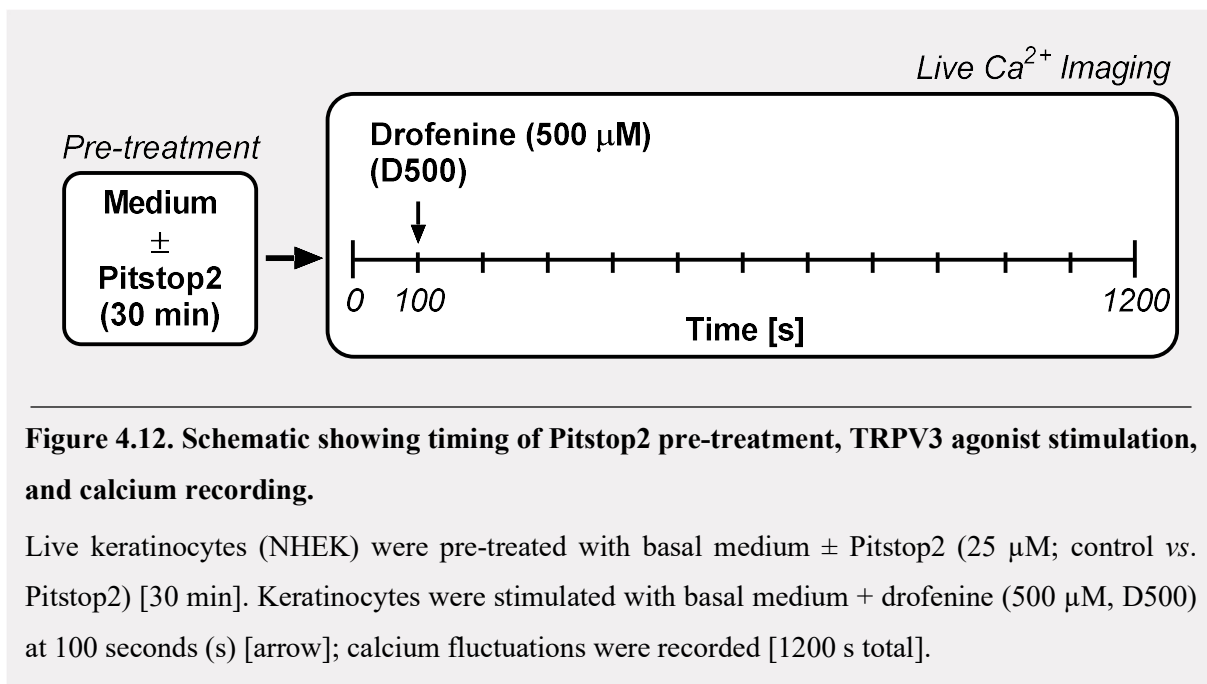 Live Ca2+ Imaging
Pre-treatment
Medium
±
Pitstop2
(30 min)
Drofenine (500 μM)
(D500)
0 100 1200
Time [s]
Figure 4.12. Schematic showing timing of Pitstop2 pre-treatment, TRPV3 agonist stimulation,
and calcium recording.
Live keratinocytes (NHEK) were pre-treated with basal medium ± Pitstop2 (25 μM; control vs.
Pitstop2) [30 min]. Keratinocytes were stimulated with basal medium + drofenine (500 μM, D500)
at 100 seconds (s) [arrow]; calcium fluctuations were recorded [1200 s total].